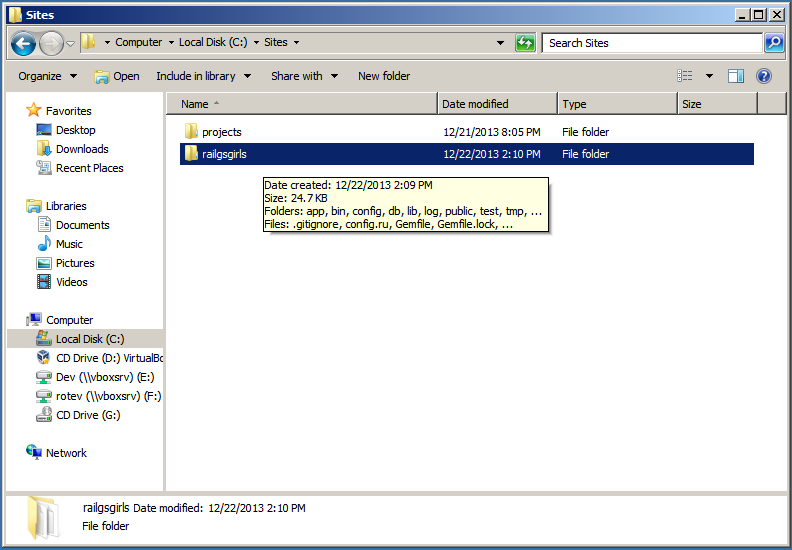 Sites
Computer Local Disk (C:) Sites
Search Sites
Organize Open Include in library Share with New folder
Name Date modified Type Size
Favorites
Desktop
Downloads
Recent Places
Libraries
Documents
Music
Pictures
Videos
Computer
Local Disk (C:)
CD Drive (D:) VirtualBo
Dev (\\vboxsrv) (E:)
rotev (\\vboxsrv) (F:)
CD Drive (G:)
Network
projects 12/21/2013 8:05 PM File folder
railgsgirls 12/22/2013 2:10 PM File folder
Date created: 12/22/2013 2:09 PM
Size: 24.7 KB
Folders: app, bin, config, db, lib, log, public, test, tmp, ...
Files: .gitignore, config.ru, Gemfile, Gemfile.lock, ...
railgsgirls Date modified: 12/22/2013 2:10 PM
File folder